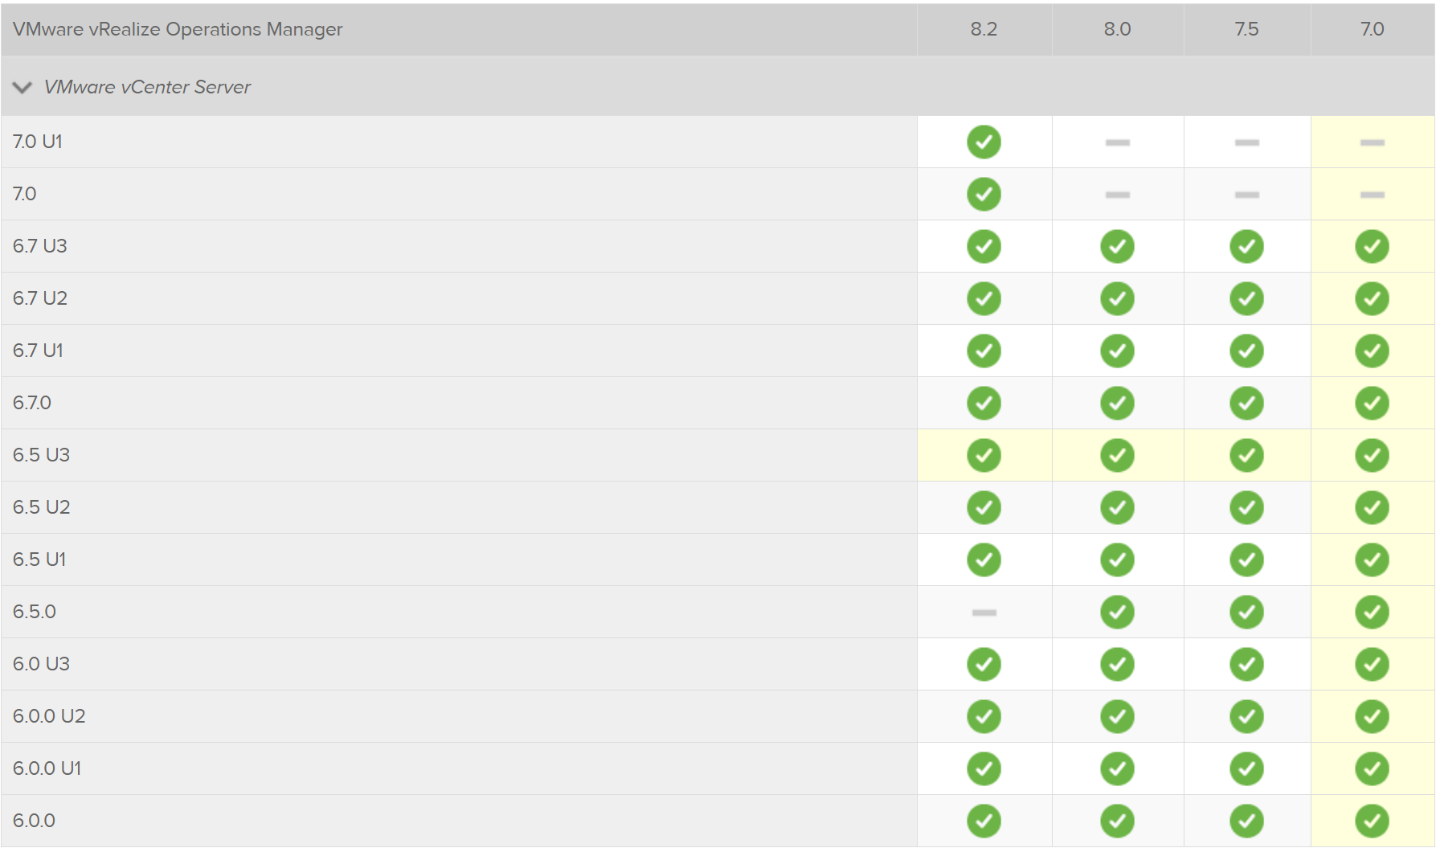 VMware vRealize Operations Manager 8.2 8.0 7.5 7.0
VMware vCenter Server
7.0 U1
7.0
6.7 U3
6.7 U2
6.7 U1
6.7.0
6.5 U3
6.5 U2
6.5 U1
6.5.0
6.0 U3
6.0.0 U2
6.0.0 U1
6.0.0